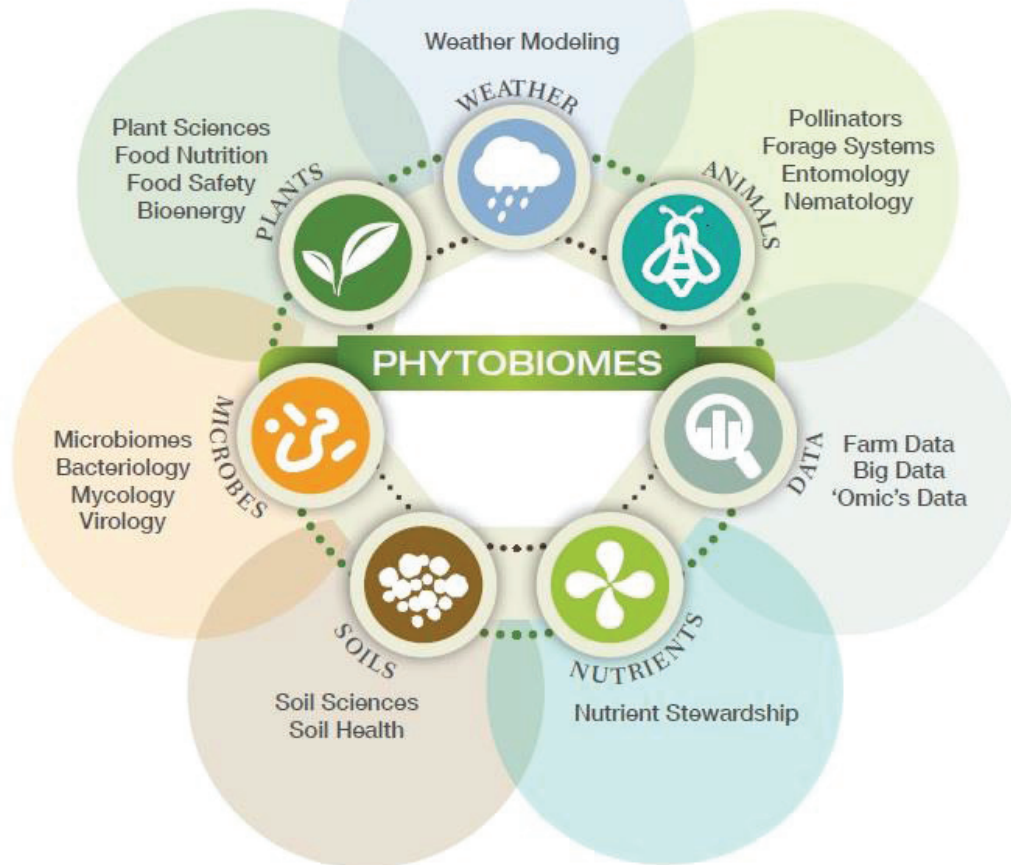 Weather Modeling
WEATHER
Plant Sciences
Food Nutrition
Food Safety
Bioenergy
PLANTS
Pollinators
Forage Systems
Entomology
Nematology
ANIMALS
PHYTOBIOMES
Microbiomes
Bacteriology
Mycology
Virology
MICROBES
Farm Data
Big Data
‘Omic’s Data
DATA
SOILS
Soil Sciences
Soil Health
NUTRIENTS
Nutrient Stewardship